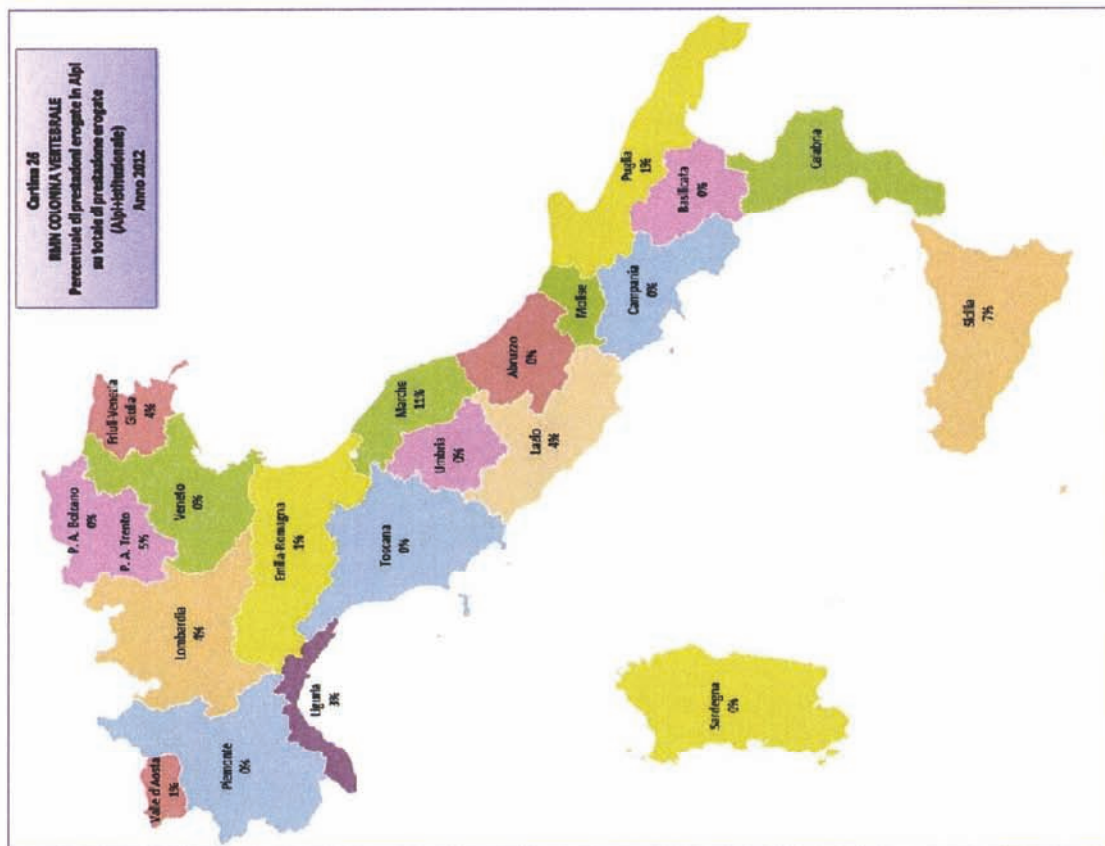 Cartina 26
RMN COLONNA VERTEBRALE
Percentuale di prestazioni erogate in Alpi
su totale di prestazione erogate
(Alpi+Istituzionale)
Anno 2012
P. A. Bolzano
0%
P. A. Trento
5%
Friuli-Venezia
Giulia
4%
Valle d'Aosta
1%
Piemonte
0%
Lombardia
4%
Veneto
0%
Liguria
3%
Emilia-Romagna
1%
Toscana
0%
Marche
11%
Umbria
0%
Lazio
4%
Abruzzo
0%
Molise
Campania
0%
Puglia
1%
Basilicata
0%
Calabria
Sicilia
7%
Sardegna
0%